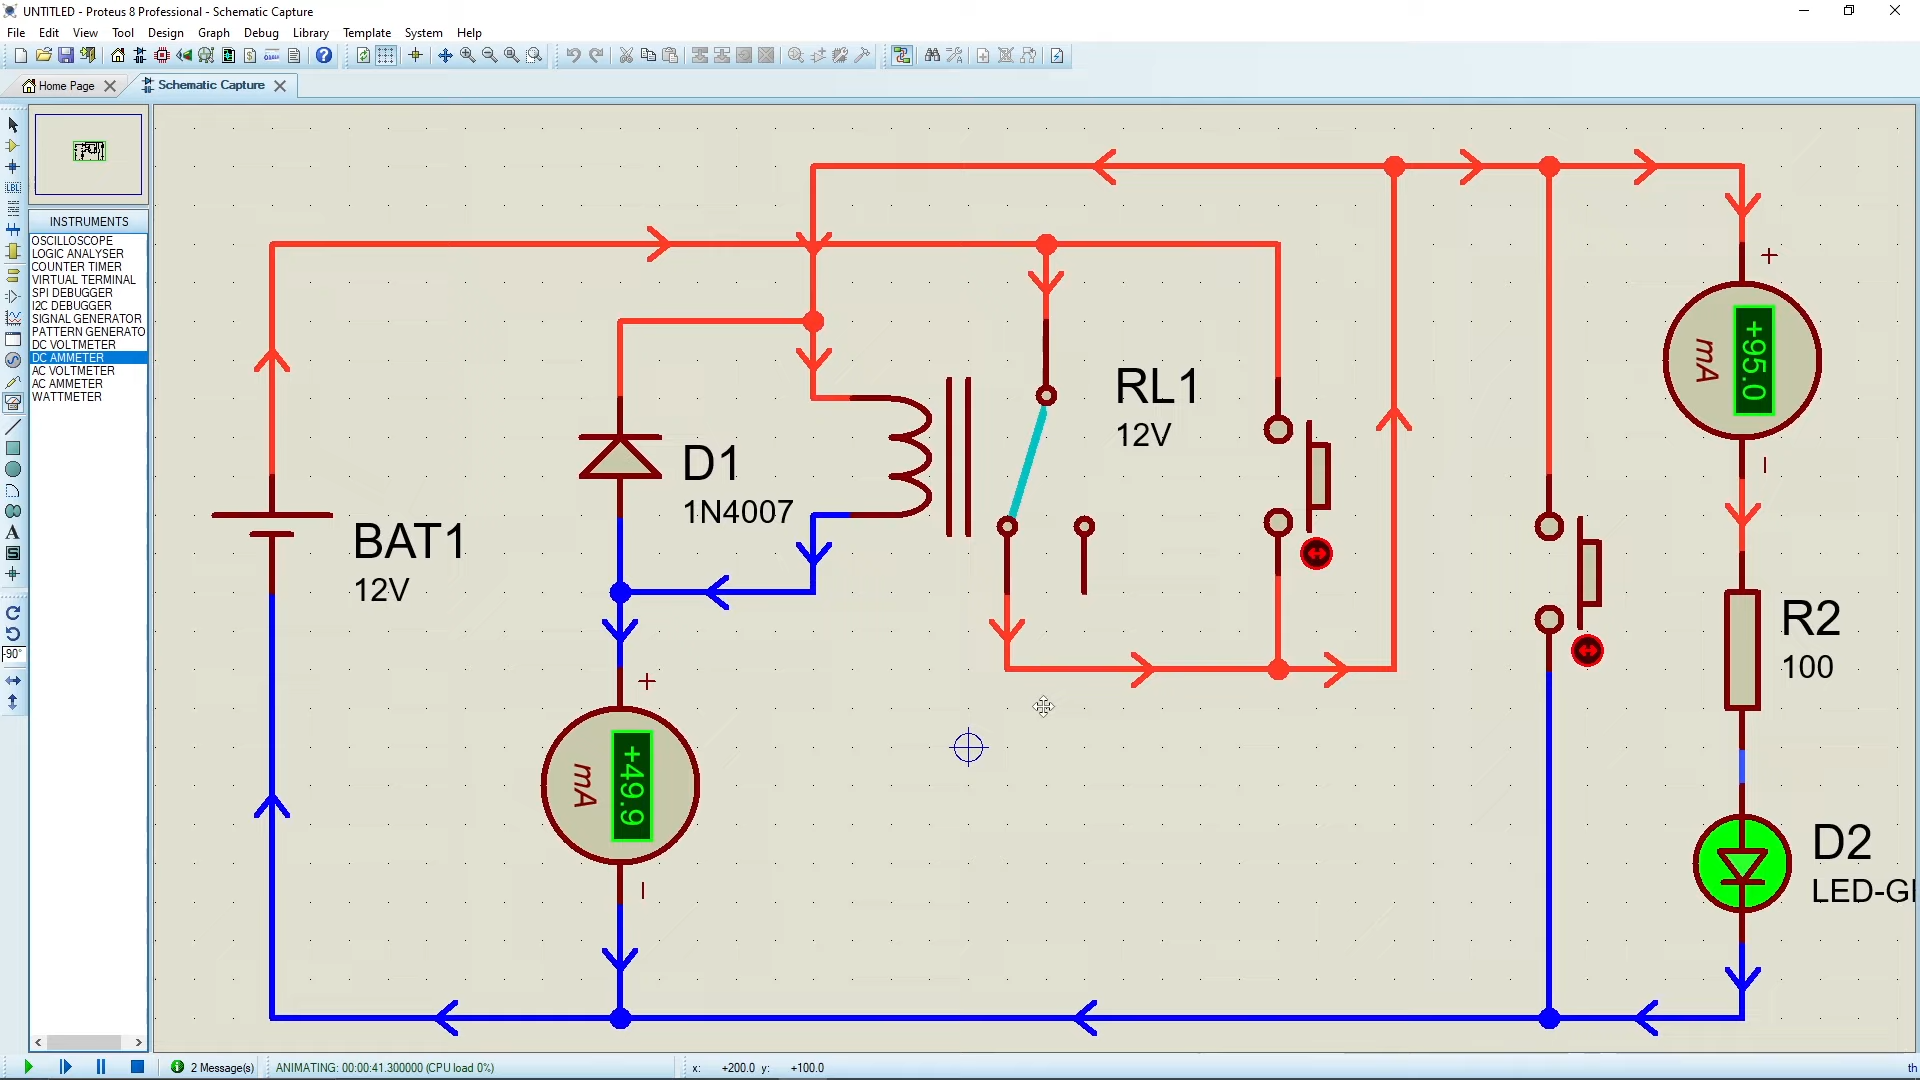 UNTITLED - Proteus 8 Professional - Schematic Capture
File Edit View Tool Design Graph Debug Library Template System Help
Home Page Schematic Capture
INSTRUMENTS
OSCILLOSCOPE
LOGIC ANALYSER
COUNTER TIMER
VIRTUAL TERMINAL
SPI DEBUGGER
I2C DEBUGGER
SIGNAL GENERATOR
PATTERN GENERATO
DC VOLTMETER
DC AMMETER
AC VOLTMETER
AC AMMETER
WATTMETER
LBL
A
S
-90°
BAT1
12V
D1
1N4007
RL1
12V
+
+49.9
mA
+
+95.0
mA
R2
100
D2
LED-G
2 Message(s)
ANIMATING: 00:00:41.300000 (CPU load 0%)
x: +200.0 y: +100.0
th